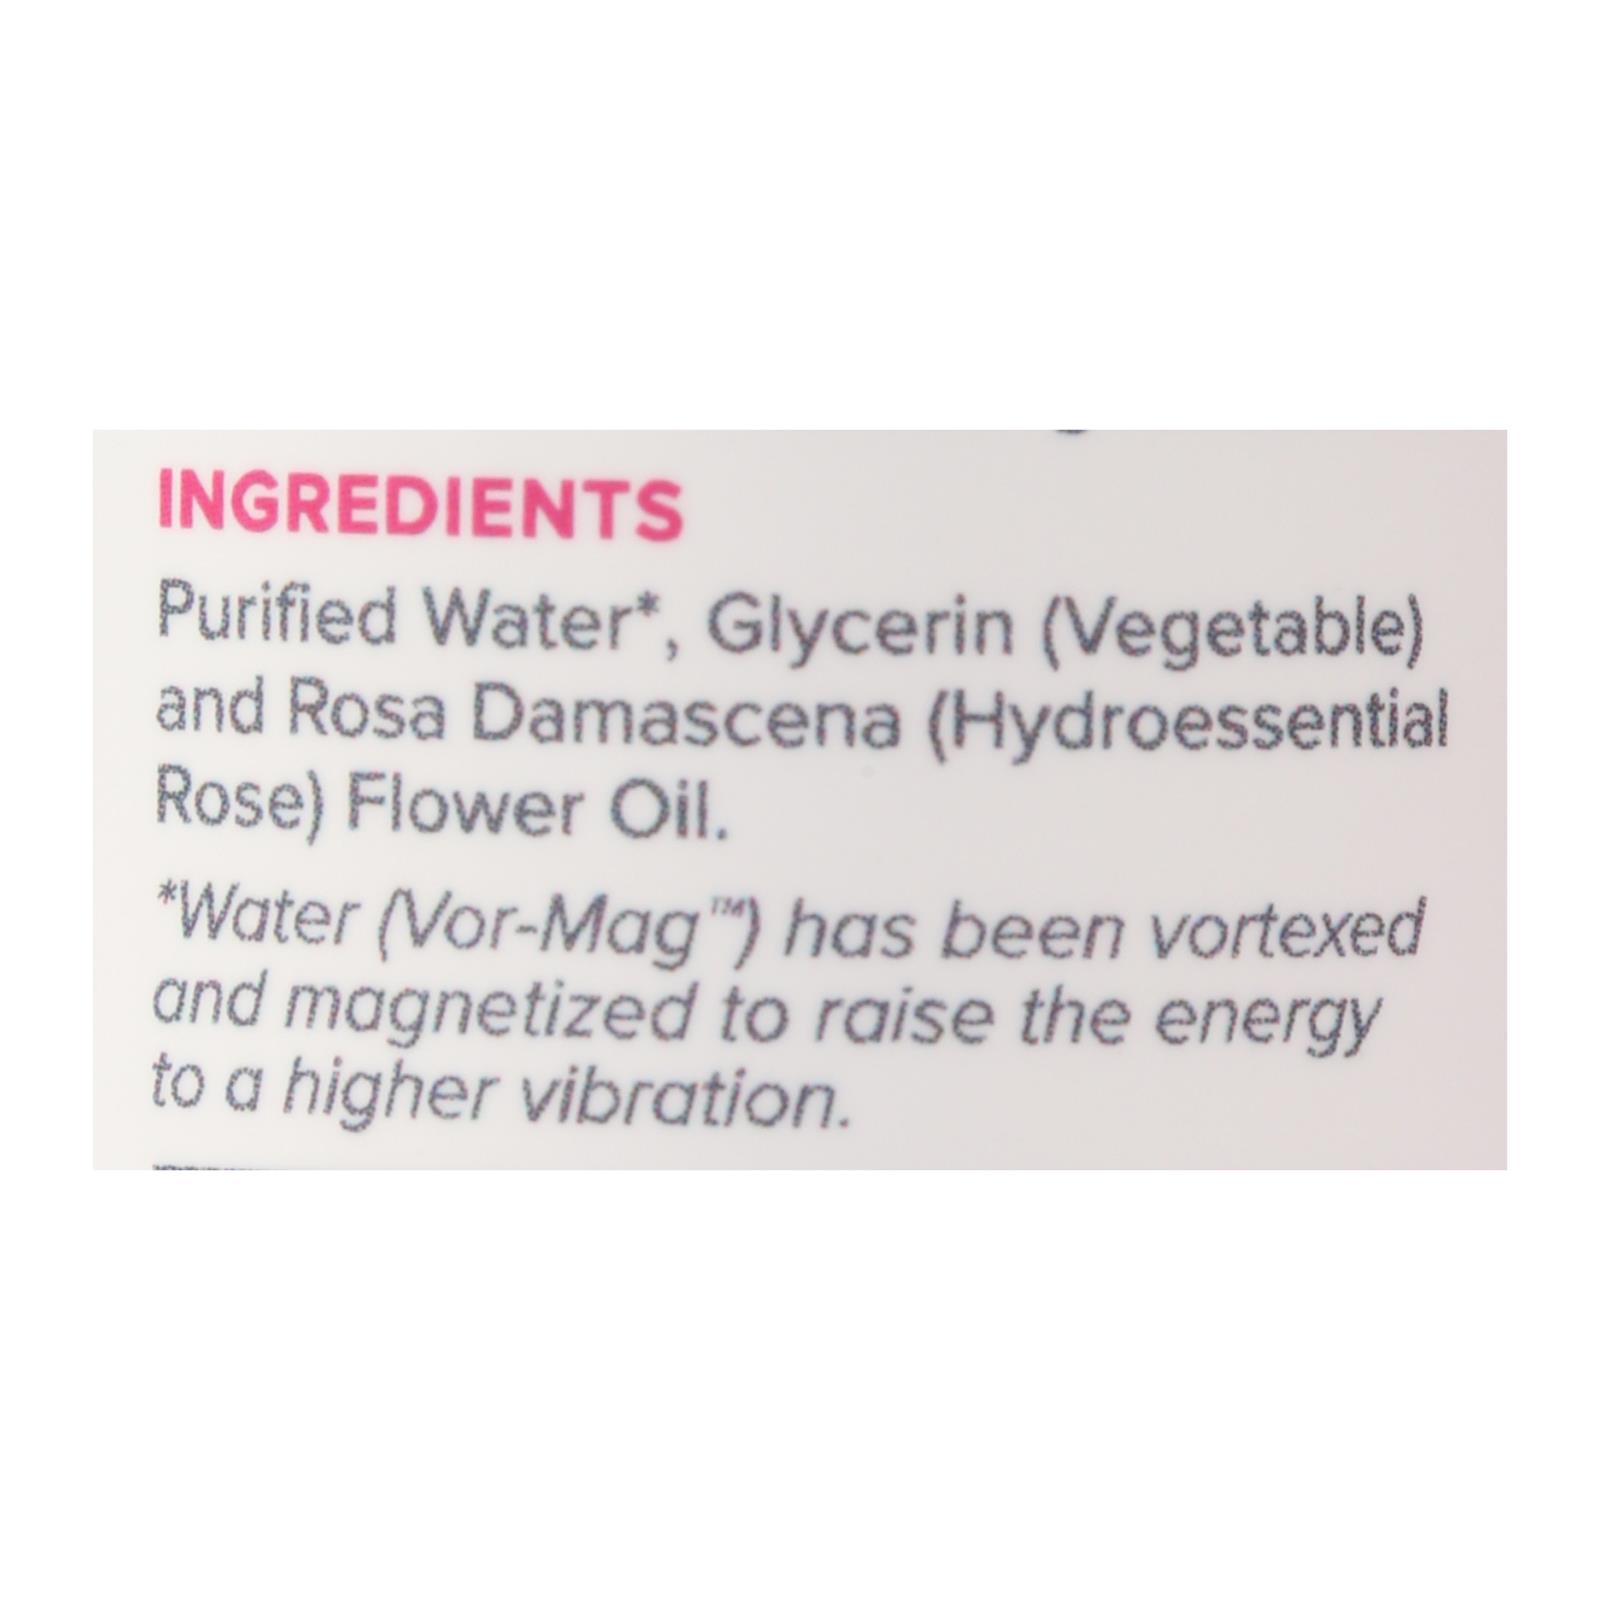 INGREDIENTS
Purified Water*, Glycerin (Vegetable)
and Rosa Damascena (Hydroessential
Rose) Flower Oil.
*Water (Vor-Mag™) has been vortexed
and magnetized to raise the energy
to a higher vibration.